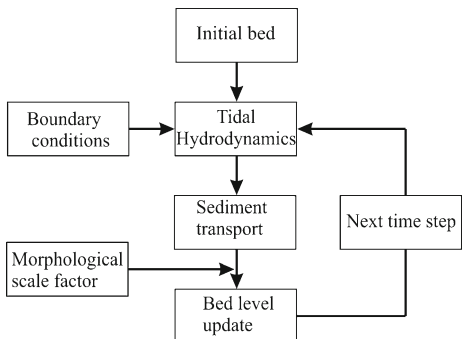 Initial bed
Boundary
conditions
Tidal
Hydrodynamics
Sediment
transport
Next time step
Morphological
scale factor
Bed level
update